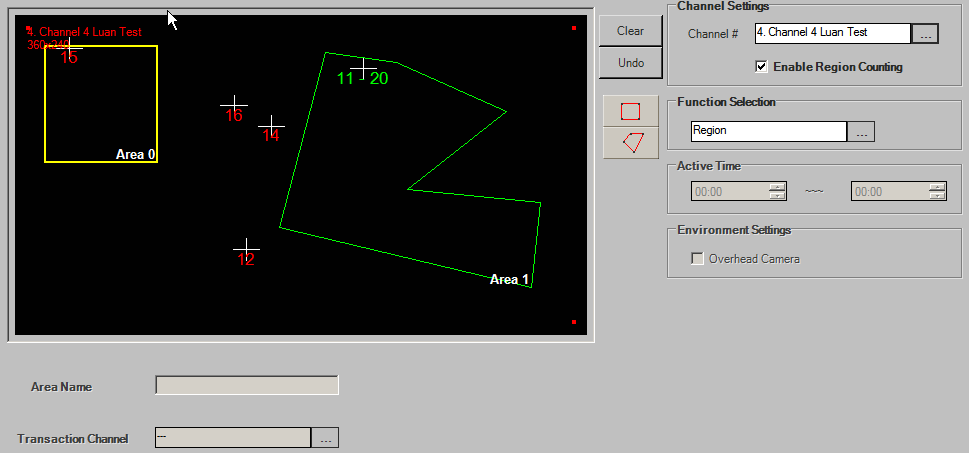 4. Channel 4 Luan Test
360x240
15
11 20
16
14
12
Area 0
Area 1
Clear
Undo
Channel Settings
Channel #
4. Channel 4 Luan Test
...
Enable Region Counting
Function Selection
Region
...
Active Time
00:00
~~~
00:00
Environment Settings
Overhead Camera
Area Name
Transaction Channel
---
...